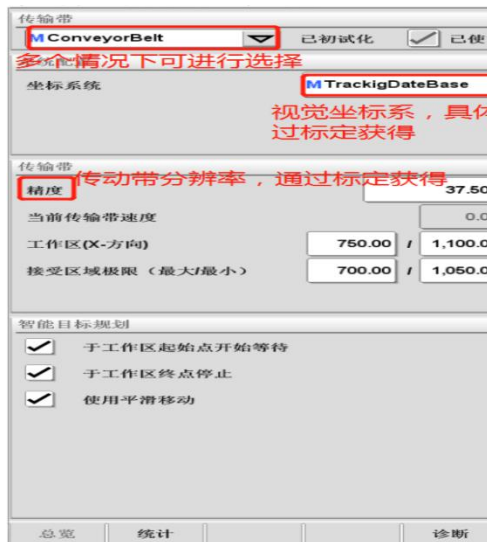 传输带
M ConveyorBelt 已初试化 已使
多个情况下可进行选择
坐标系统 M TrackigDateBase
视觉坐标系，具体
过标定获得
传输带
传动带分辨率，通过标定获得
精度 37.50
当前传输带速度 0.0
工作区(X-方向) 750.00 / 1,100.0
接受区域极限（最大/最小） 700.00 / 1,050.0
智能目标规划
于工作区起始点开始等待
于工作区终点停止
使用平滑移动
总览 统计 诊断